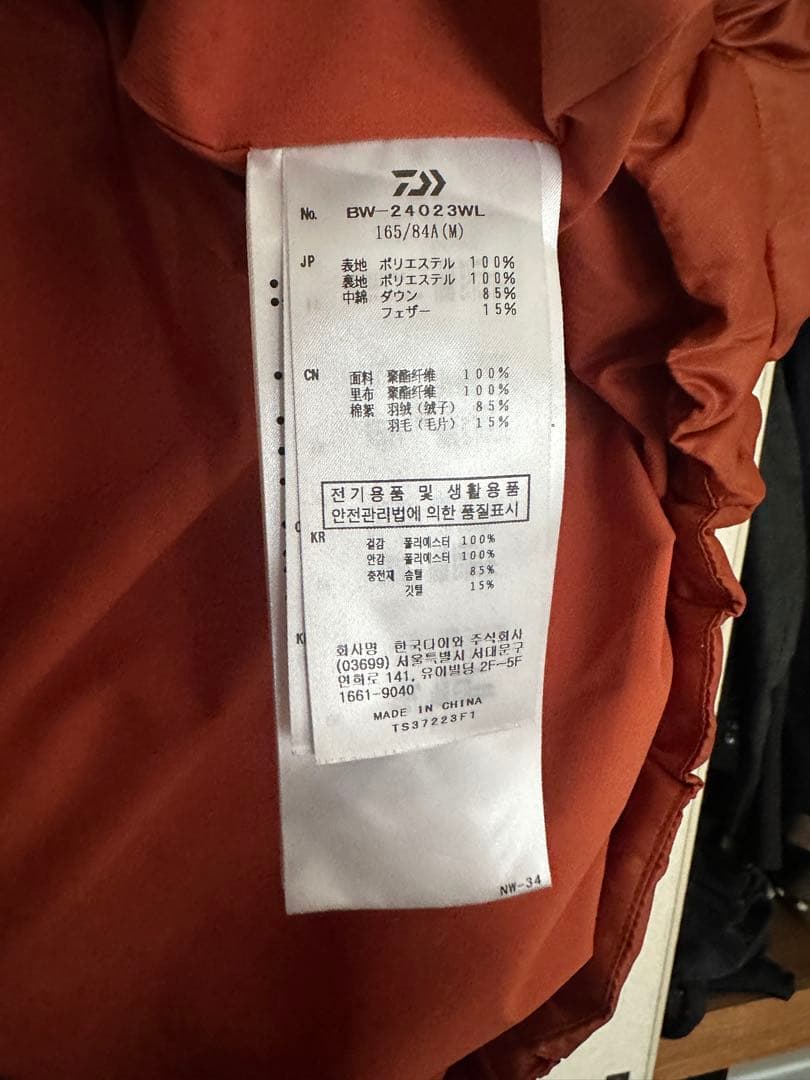 No. BW-24023WL
165/84A(M)
JP 表地 ポリエステル 100%
裏地 ポリエステル 100%
中綿 ダウン 85%
フェザー 15%
CN 面料 聚酯纤维 100%
里布 聚酯纤维 100%
棉絮 羽绒(绒子) 85%
羽毛(毛片) 15%
전기용품 및 생활용품
안전관리법에 의한 품질표시
KR 겉감 폴리에스터 100%
안감 폴리에스터 100%
충전재 솜털 85%
깃털 15%
회사명 한국다이와 주식회사
(03699) 서울특별시 서대문구
연희로 141, 유아빌딩 2F-5F
1661-9040
MADE IN CHINA
TS37223F1
NW-34